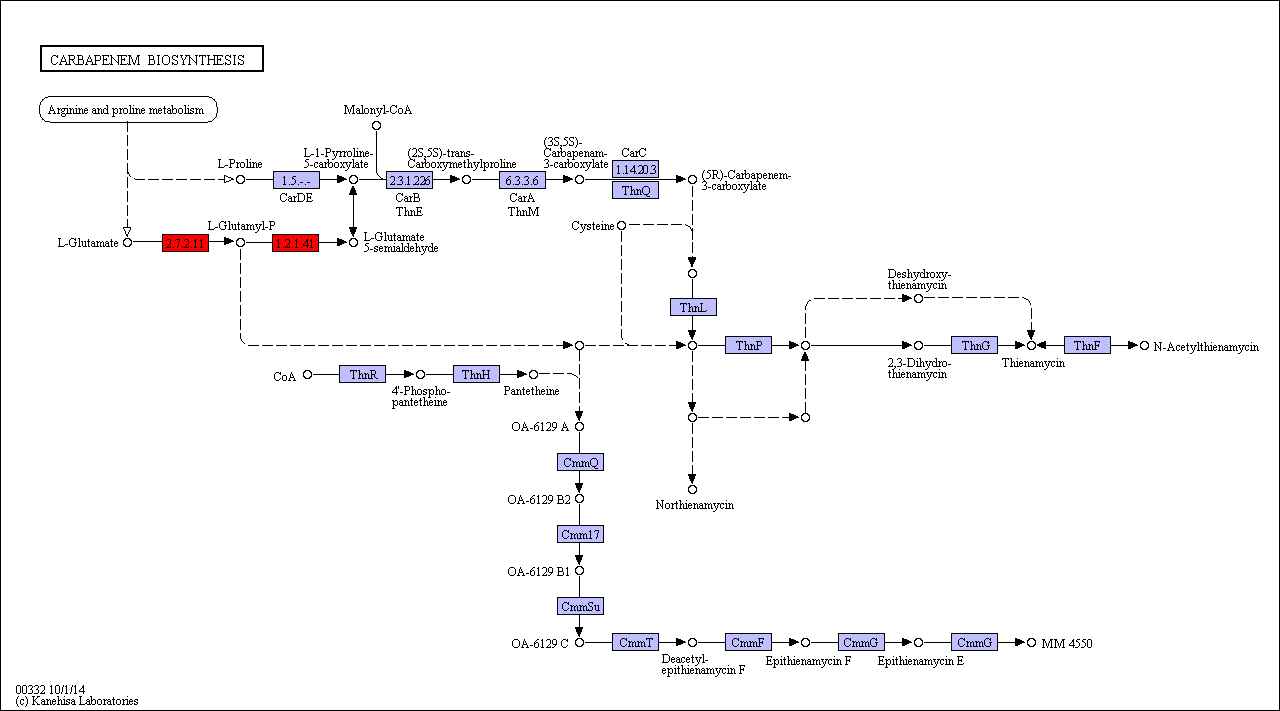 CARBAPENEM BIOSYNTHESIS
Arginine and proline metabolism
Malonyl-CoA
L-Proline
L-1-Pyrroline-
5-carboxylate
(2S,5S)-trans-
Carboxymethylproline
(3S,5S)-
Carbapenam-
3-carboxylate
CarC
1.5.-.-
2.3.1.226
6.3.3.6
1.14.20.3
ThnQ
(5R)-Carbapenem-
3-carboxylate
CarDE
CarB
ThnE
CarA
ThnM
L-Glutamate
2.7.2.11
L-Glutamyl-P
1.2.1.41
L-Glutamate
5-semialdehyde
Cysteine
Deshydroxy-
thienamycin
ThnL
ThnP
2,3-Dihydro-
thienamycin
ThnG
Thienamycin
ThnF
N-Acetylthienamycin
CoA
ThnR
4'-Phospho-
pantetheine
ThnH
Pantetheine
OA-6129 A
CmmQ
OA-6129 B2
Northienamycin
Cmm17
OA-6129 B1
CmmSu
OA-6129 C
CmmT
Deacetyl-
epithienamycin F
CmmF
Epithienamycin F
CmmG
Epithienamycin E
CmmG
MM 4550
00332 10/1/14
(c) Kanehisa Laboratories